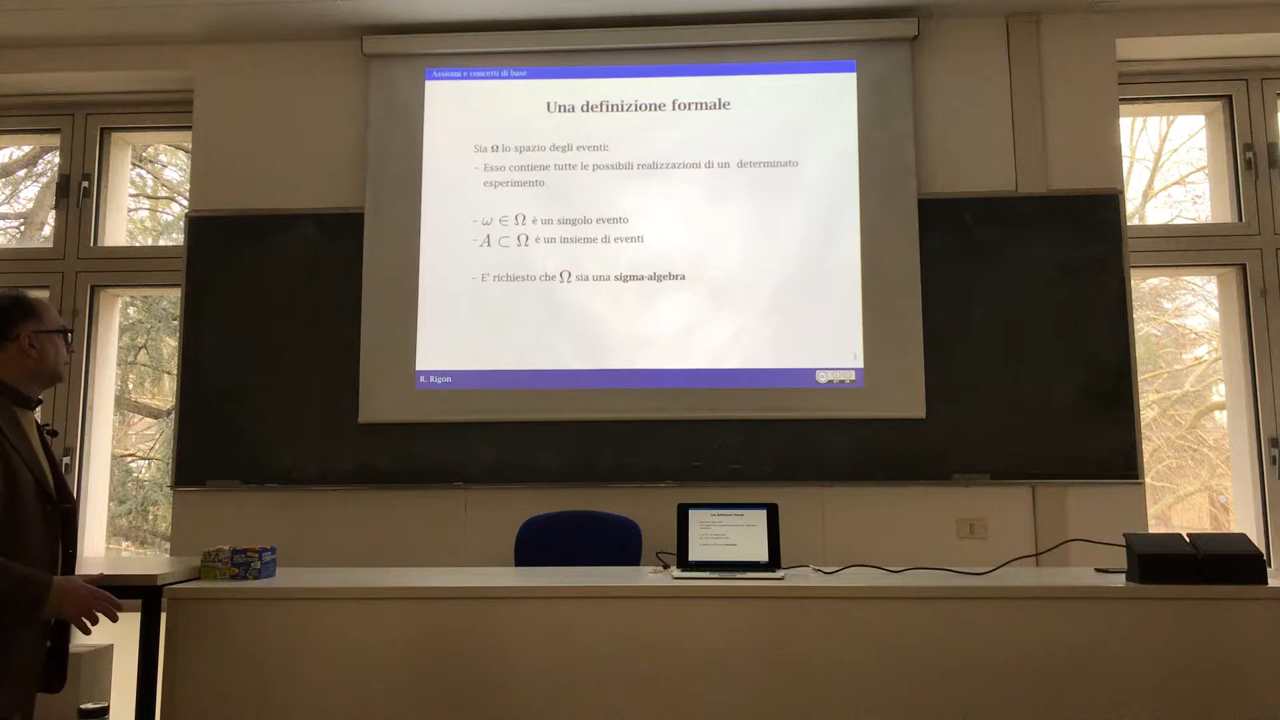 Assiomi e concetti di base
Una definizione formale
Sia Ω lo spazio degli eventi:
- Esso contiene tutte le possibili realizzazioni di un determinato
esperimento
- ω ∈ Ω è un singolo evento
- A ⊂ Ω è un insieme di eventi
- E' richiesto che Ω sia una sigma-algebra
R. Rigon